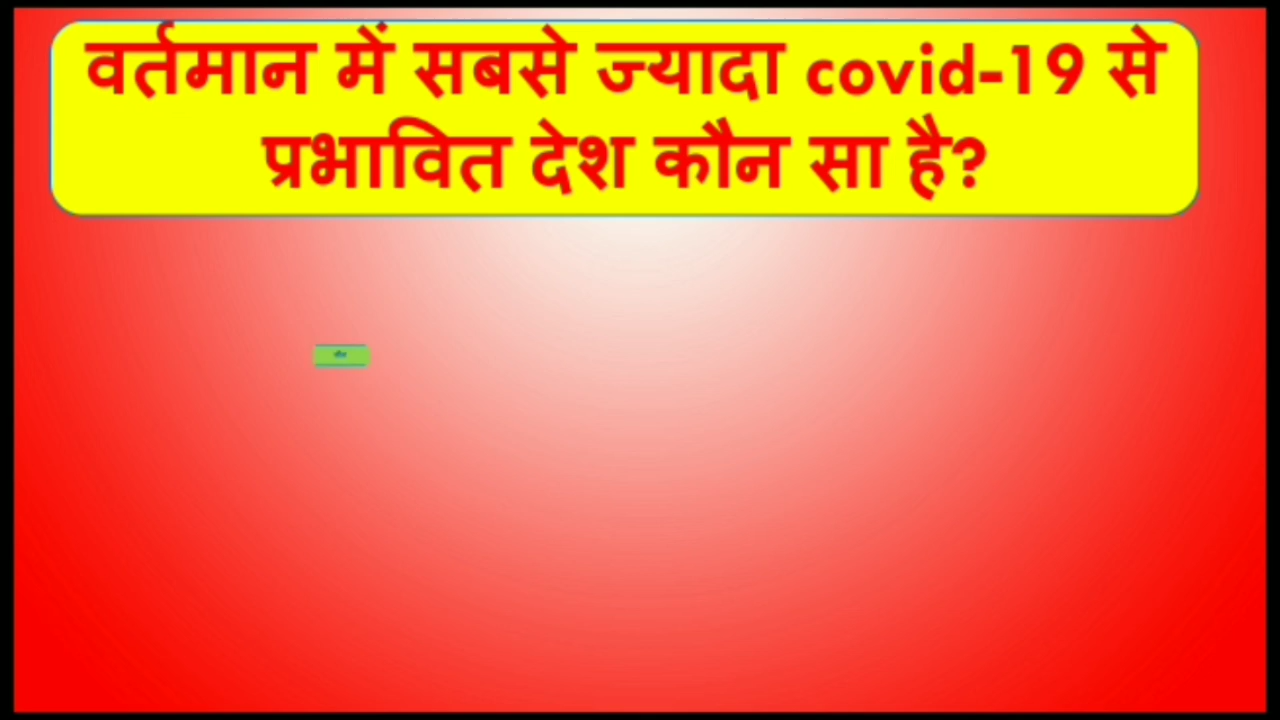 वर्तमान में सबसे ज्यादा covid-19 से
प्रभावित देश कौन सा है?